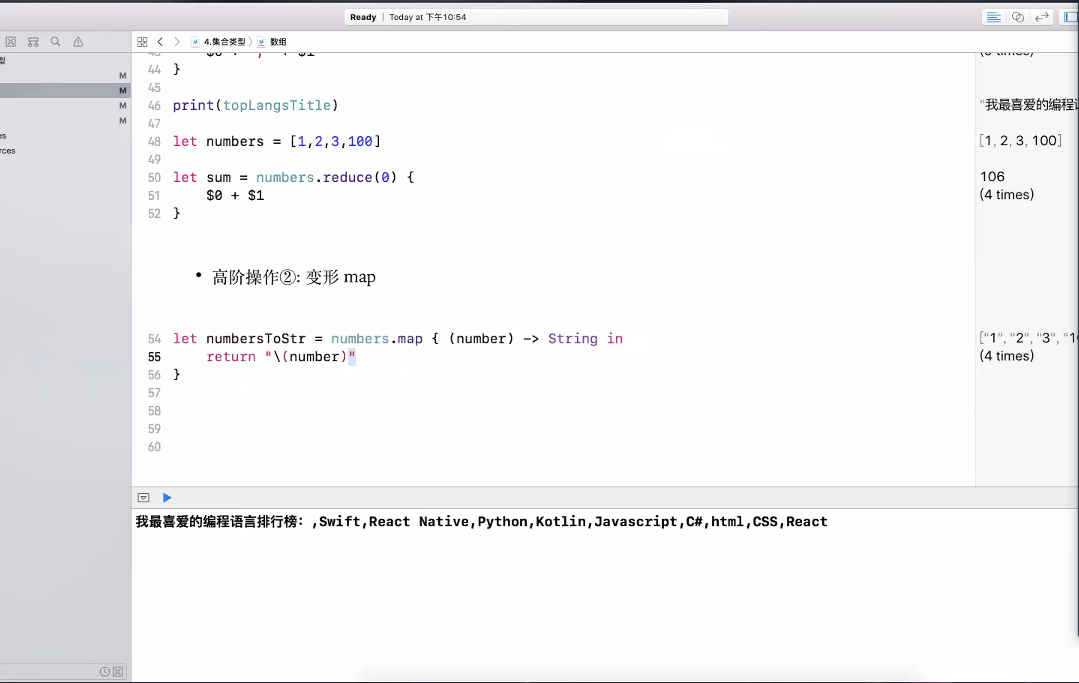 Ready | Today at 下午10:54
4.集合类型 〉 数组
型
M
M
M
M
es
rces
44 }
45
46 print(topLangsTitle)
"我最喜爱的编程
47
48 let numbers = [1,2,3,100]
[1, 2, 3, 100]
49
50 let sum = numbers.reduce(0) {
106
51 $0 + $1
(4 times)
52 }
• 高阶操作②: 变形 map
54 let numbersToStr = numbers.map { (number) -> String in
["1", "2", "3", "1
55 return "\(number)"
(4 times)
56 }
57
58
59
60
我最喜爱的编程语言排行榜: ,Swift,React Native,Python,Kotlin,Javascript,C#,html,CSS,React